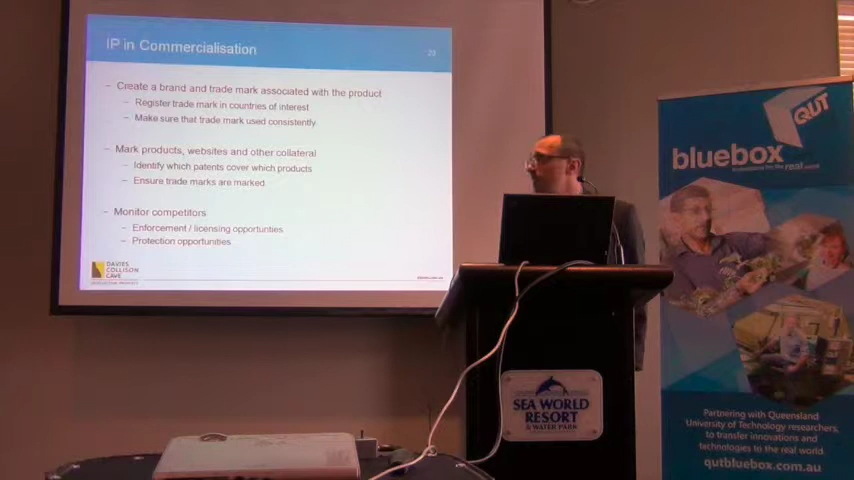 IP in Commercialisation
29
– Create a brand and trade mark associated with the product
– Register trade mark in countries of interest
– Make sure that trade mark used consistently
– Mark products, websites and other collateral
– Identify which patents cover which products
– Ensure trade marks are marked
– Monitor competitors
– Enforcement / licensing opportunities
– Protection opportunities
DAVIES
COLLISON
CAVE
SEA WORLD
RESORT
& WATER PARK
QUT
bluebox
Partnering with Queensland
University of Technology researchers,
to transfer innovations and
technologies to the real world
qutbluebox.com.au